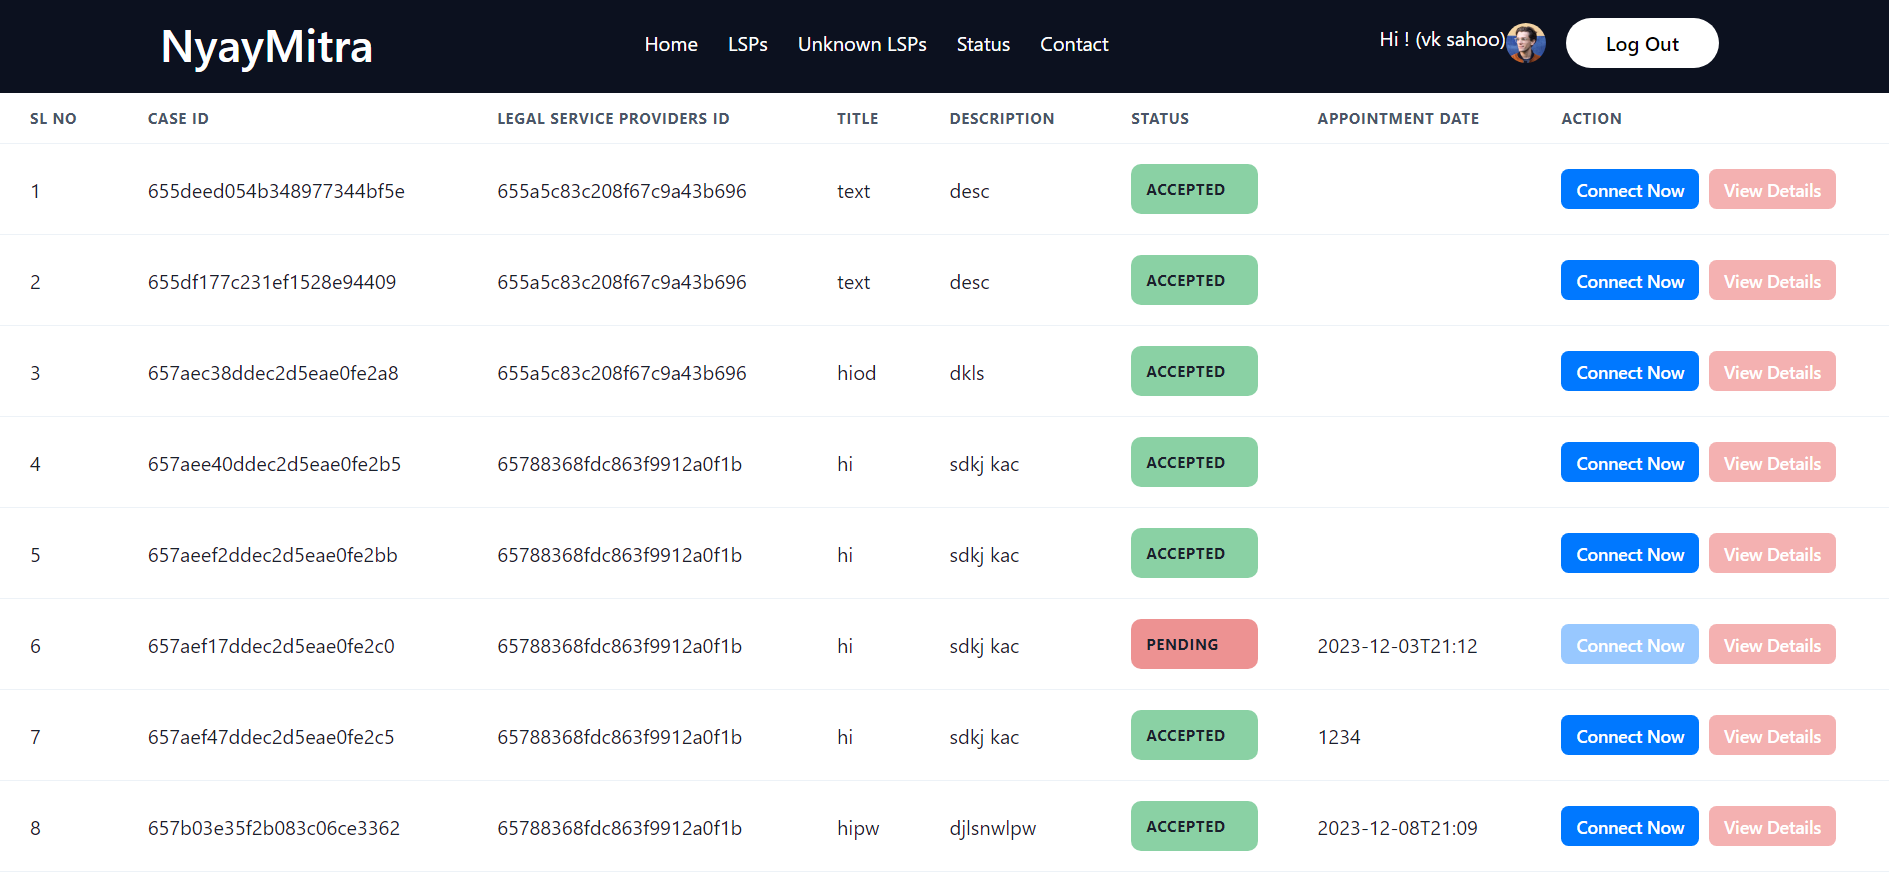 NyayMitra Home LSPs Unknown LSPs Status Contact Hi ! (vk sahoo) Log Out
SL NO CASE ID LEGAL SERVICE PROVIDERS ID TITLE DESCRIPTION STATUS APPOINTMENT DATE ACTION
1 655deed054b348977344bf5e 655a5c83c208f67c9a43b696 text desc ACCEPTED Connect Now View Details
2 655df177c231ef1528e94409 655a5c83c208f67c9a43b696 text desc ACCEPTED Connect Now View Details
3 657aec38ddec2d5eae0fe2a8 655a5c83c208f67c9a43b696 hiod dkls ACCEPTED Connect Now View Details
4 657aee40ddec2d5eae0fe2b5 65788368fdc863f9912a0f1b hi sdkj kac ACCEPTED Connect Now View Details
5 657aeef2ddec2d5eae0fe2bb 65788368fdc863f9912a0f1b hi sdkj kac ACCEPTED Connect Now View Details
6 657aef17ddec2d5eae0fe2c0 65788368fdc863f9912a0f1b hi sdkj kac PENDING 2023-12-03T21:12 Connect Now View Details
7 657aef47ddec2d5eae0fe2c5 65788368fdc863f9912a0f1b hi sdkj kac ACCEPTED 1234 Connect Now View Details
8 657b03e35f2b083c06ce3362 65788368fdc863f9912a0f1b hipw djlsnwlpw ACCEPTED 2023-12-08T21:09 Connect Now View Details